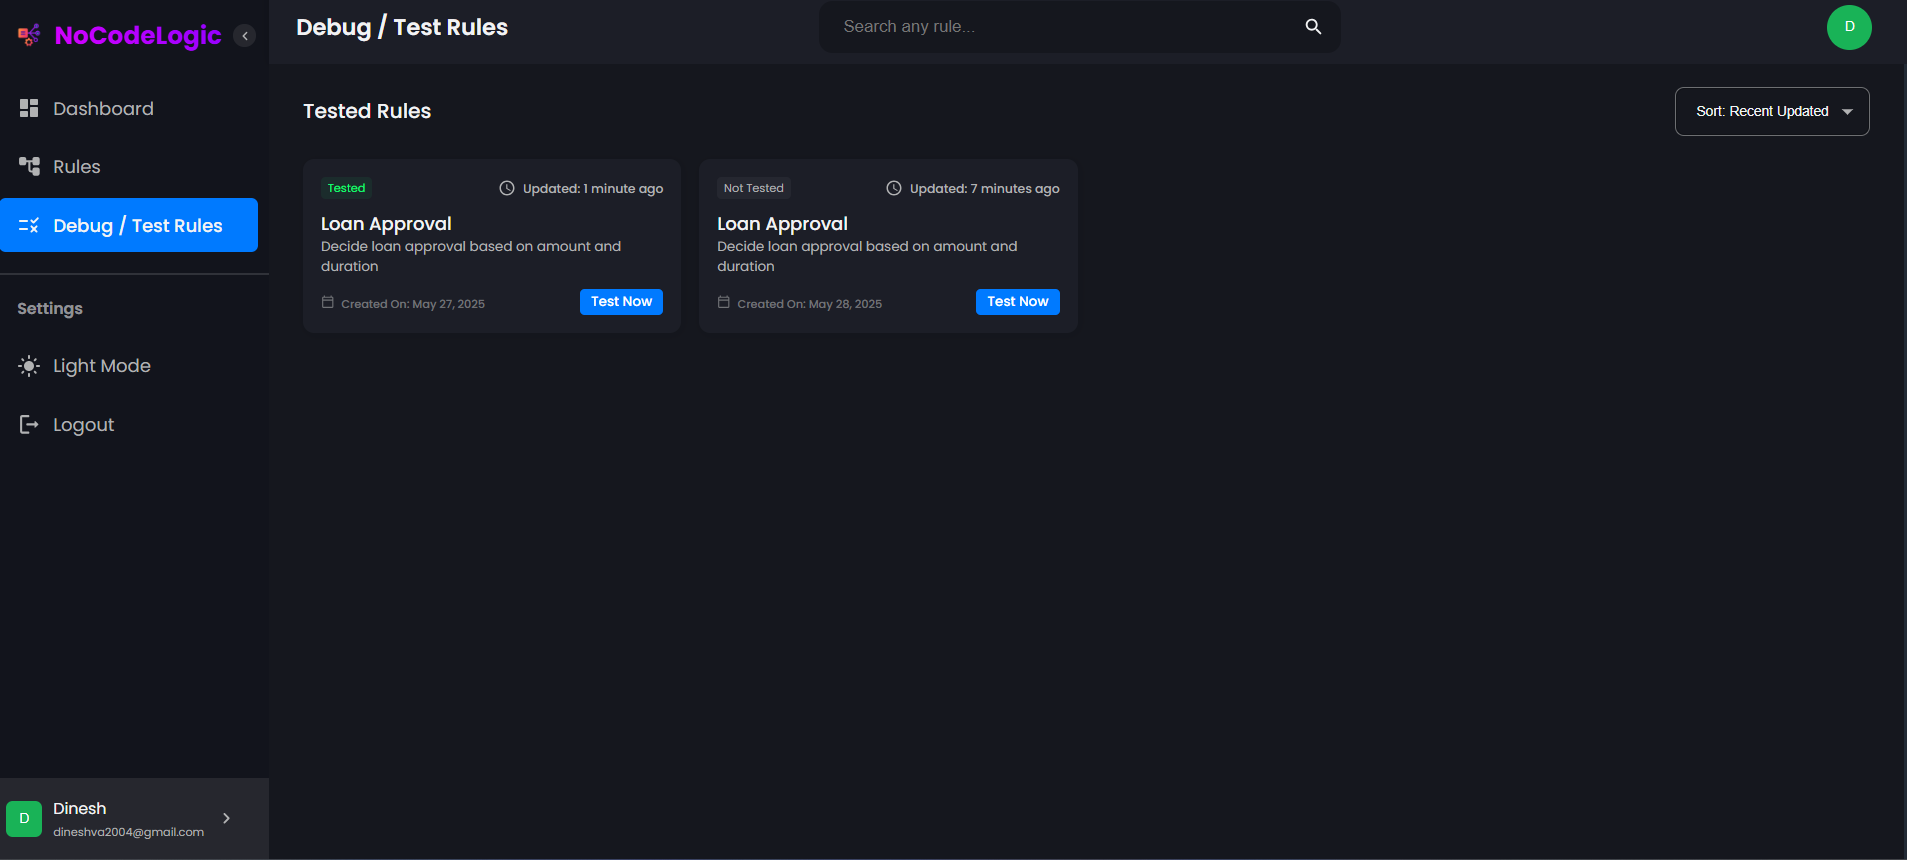 NoCodeLogic
Dashboard
Rules
Debug / Test Rules
Settings
Light Mode
Logout
D
Dinesh
dineshva2004@gmail.com
Debug / Test Rules
Search any rule...
D
Tested Rules
Sort: Recent Updated
Tested
Updated: 1 minute ago
Loan Approval
Decide loan approval based on amount and
duration
Created On: May 27, 2025
Test Now
Not Tested
Updated: 7 minutes ago
Loan Approval
Decide loan approval based on amount and
duration
Created On: May 28, 2025
Test Now